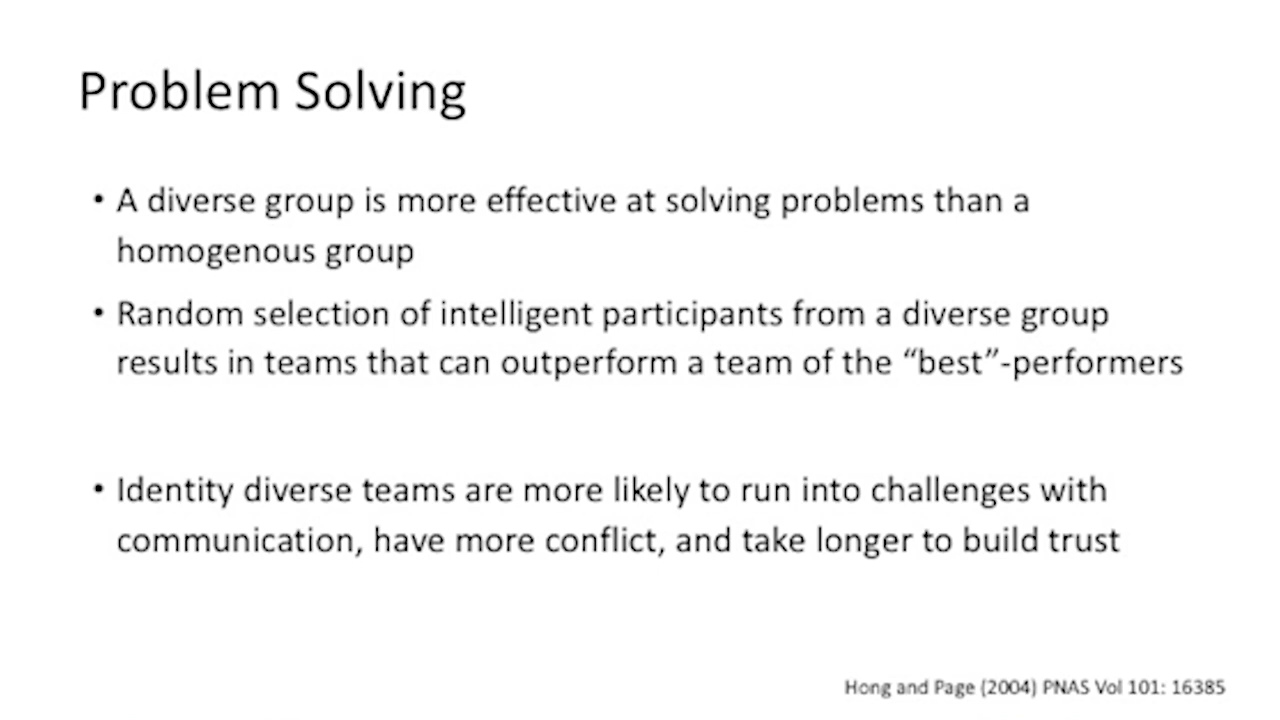 Problem Solving
• A diverse group is more effective at solving problems than a
homogenous group
• Random selection of intelligent participants from a diverse group
results in teams that can outperform a team of the “best”-performers
• Identity diverse teams are more likely to run into challenges with
communication, have more conflict, and take longer to build trust
Hong and Page (2004) PNAS Vol 101: 16385